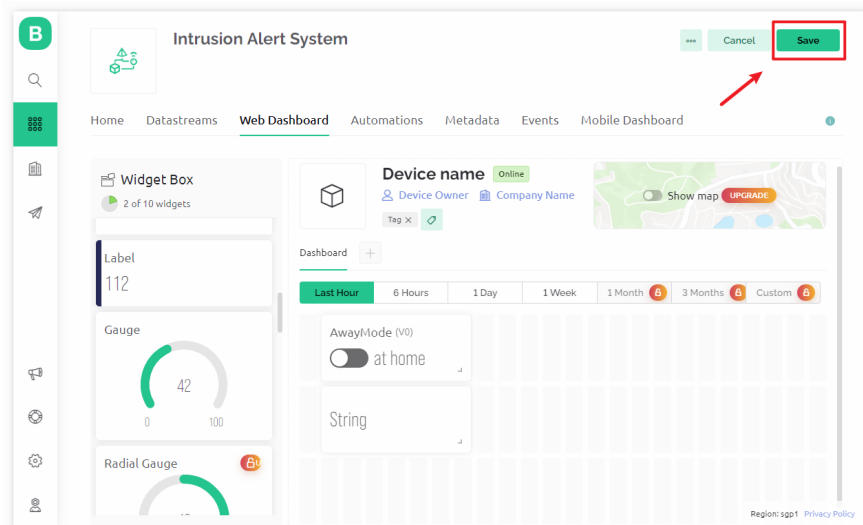 B
Intrusion Alert System
Cancel
Save
Home Datastreams Web Dashboard Automations Metadata Events Mobile Dashboard
Widget Box
2 of 10 widgets
Label
112
Gauge
42
0 100
Radial Gauge
Device name Online
Device Owner Company Name
Tag ×
Show map UPGRADE
Dashboard +
Last Hour 6 Hours 1 Day 1 Week 1 Month 3 Months Custom
AwayMode (V0)
at home
String
Region: sgp1 Privacy Policy